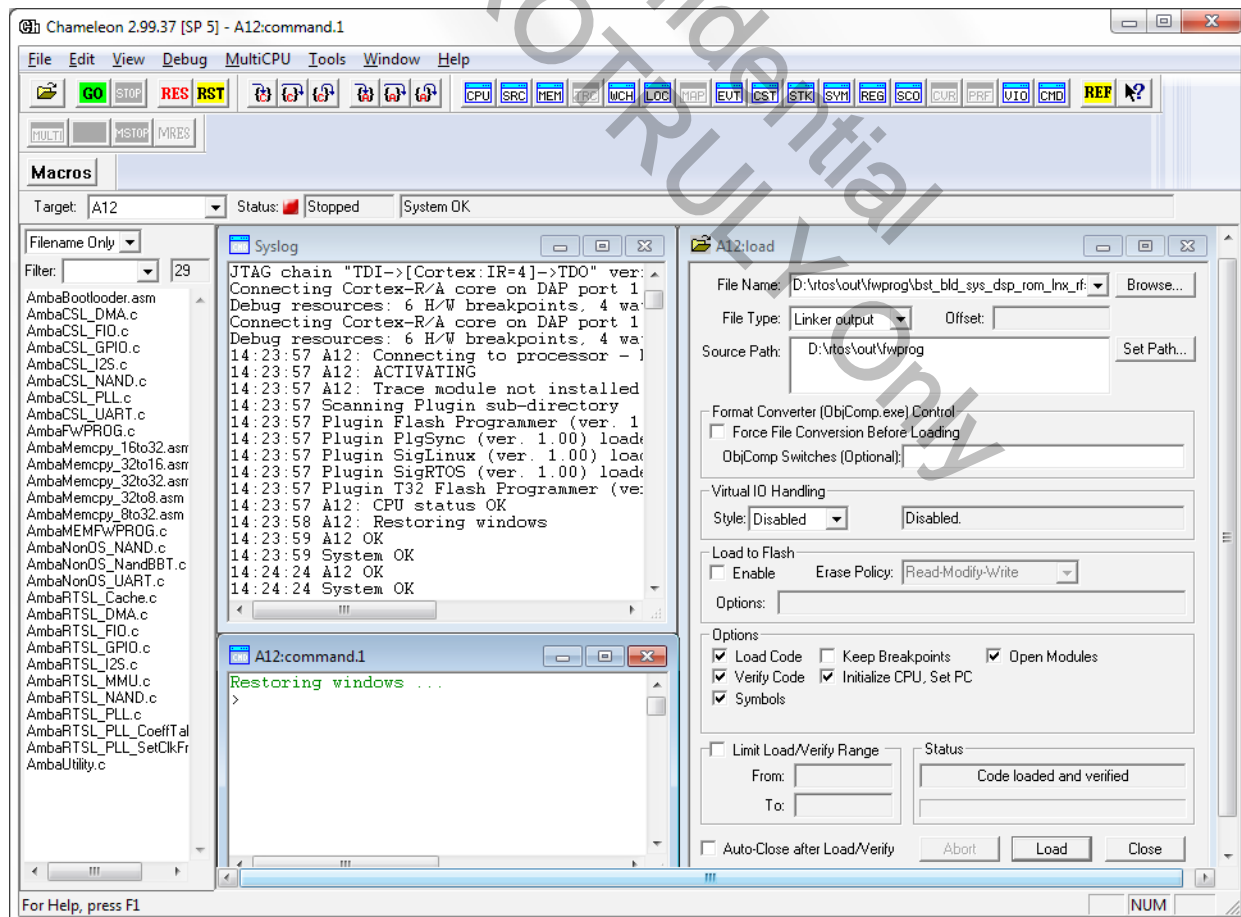 Chameleon 2.99.37 [SP 5] - A12:command.1
File Edit View Debug MultiCPU Tools Window Help
GO STOP RES RST CPU SRC MEM TRC WCH LOC MAP EVT CST STK SYM REG SCO CVR PRF VIO CMD REF
MULTI MSTOP MRES
Macros
Target: A12 Status: Stopped System OK
Filename Only
Filter: 29
AmbaBootlooder.asm
AmbaCSL_DMA.c
AmbaCSL_FIO.c
AmbaCSL_GPIO.c
AmbaCSL_I2S.c
AmbaCSL_NAND.c
AmbaCSL_PLL.c
AmbaCSL_UART.c
AmbaFWPROG.c
AmbaMemcpy_16to32.asm
AmbaMemcpy_32to16.asm
AmbaMemcpy_32to32.asm
AmbaMemcpy_32to8.asm
AmbaMemcpy_8to32.asm
AmbaMEMFWPROG.c
AmbaNonOS_NAND.c
AmbaNonOS_NandBBT.c
AmbaNonOS_UART.c
AmbaRTSL_Cache.c
AmbaRTSL_DMA.c
AmbaRTSL_FIO.c
AmbaRTSL_GPIO.c
AmbaRTSL_I2S.c
AmbaRTSL_MMU.c
AmbaRTSL_NAND.c
AmbaRTSL_PLL.c
AmbaRTSL_PLL_CoeffTal
AmbaRTSL_PLL_SetClkFr
AmbaUtility.c
Syslog
JTAG chain "TDI->[Cortex:IR=4]->TDO" ver
Connecting Cortex-R/A core on DAP port 1
Debug resources: 6 H/W breakpoints, 4 wa
Connecting Cortex-R/A core on DAP port 1
Debug resources: 6 H/W breakpoints, 4 wa
14:23:57 A12: Connecting to processor -
14:23:57 A12: ACTIVATING
14:23:57 A12: Trace module not installed
14:23:57 Scanning Plugin sub-directory
14:23:57 Plugin Flash Programmer (ver. 1
14:23:57 Plugin PlgSync (ver. 1.00) loade
14:23:57 Plugin SigLinux (ver. 1.00) load
14:23:57 Plugin SigRTOS (ver. 1.00) loade
14:23:57 Plugin T32 Flash Programmer (ve
14:23:57 A12: CPU status OK
14:23:58 A12: Restoring windows
14:23:59 A12 OK
14:23:59 System OK
14:24:24 A12 OK
14:24:24 System OK
A12:command.1
Restoring windows ...
>
A12:load
File Name: D:\rtos\out\fwprog\bst_bld_sys_dsp_rom_lnx_rf Browse...
File Type: Linker output Offset:
Source Path: D:\rtos\out\fwprog Set Path...
Format Converter (ObjComp.exe) Control
Force File Conversion Before Loading
ObjComp Switches (Optional):
Virtual IO Handling
Style: Disabled Disabled.
Load to Flash
Enable Erase Policy: Read-Modify-Write
Options:
Options
Load Code Keep Breakpoints Open Modules
Verify Code Initialize CPU, Set PC
Symbols
Limit Load/Verify Range Status
From: Code loaded and verified
To:
Auto-Close after Load/Verify Abort Load Close
For Help, press F1 NUM
nfidential
ROTRULY Only